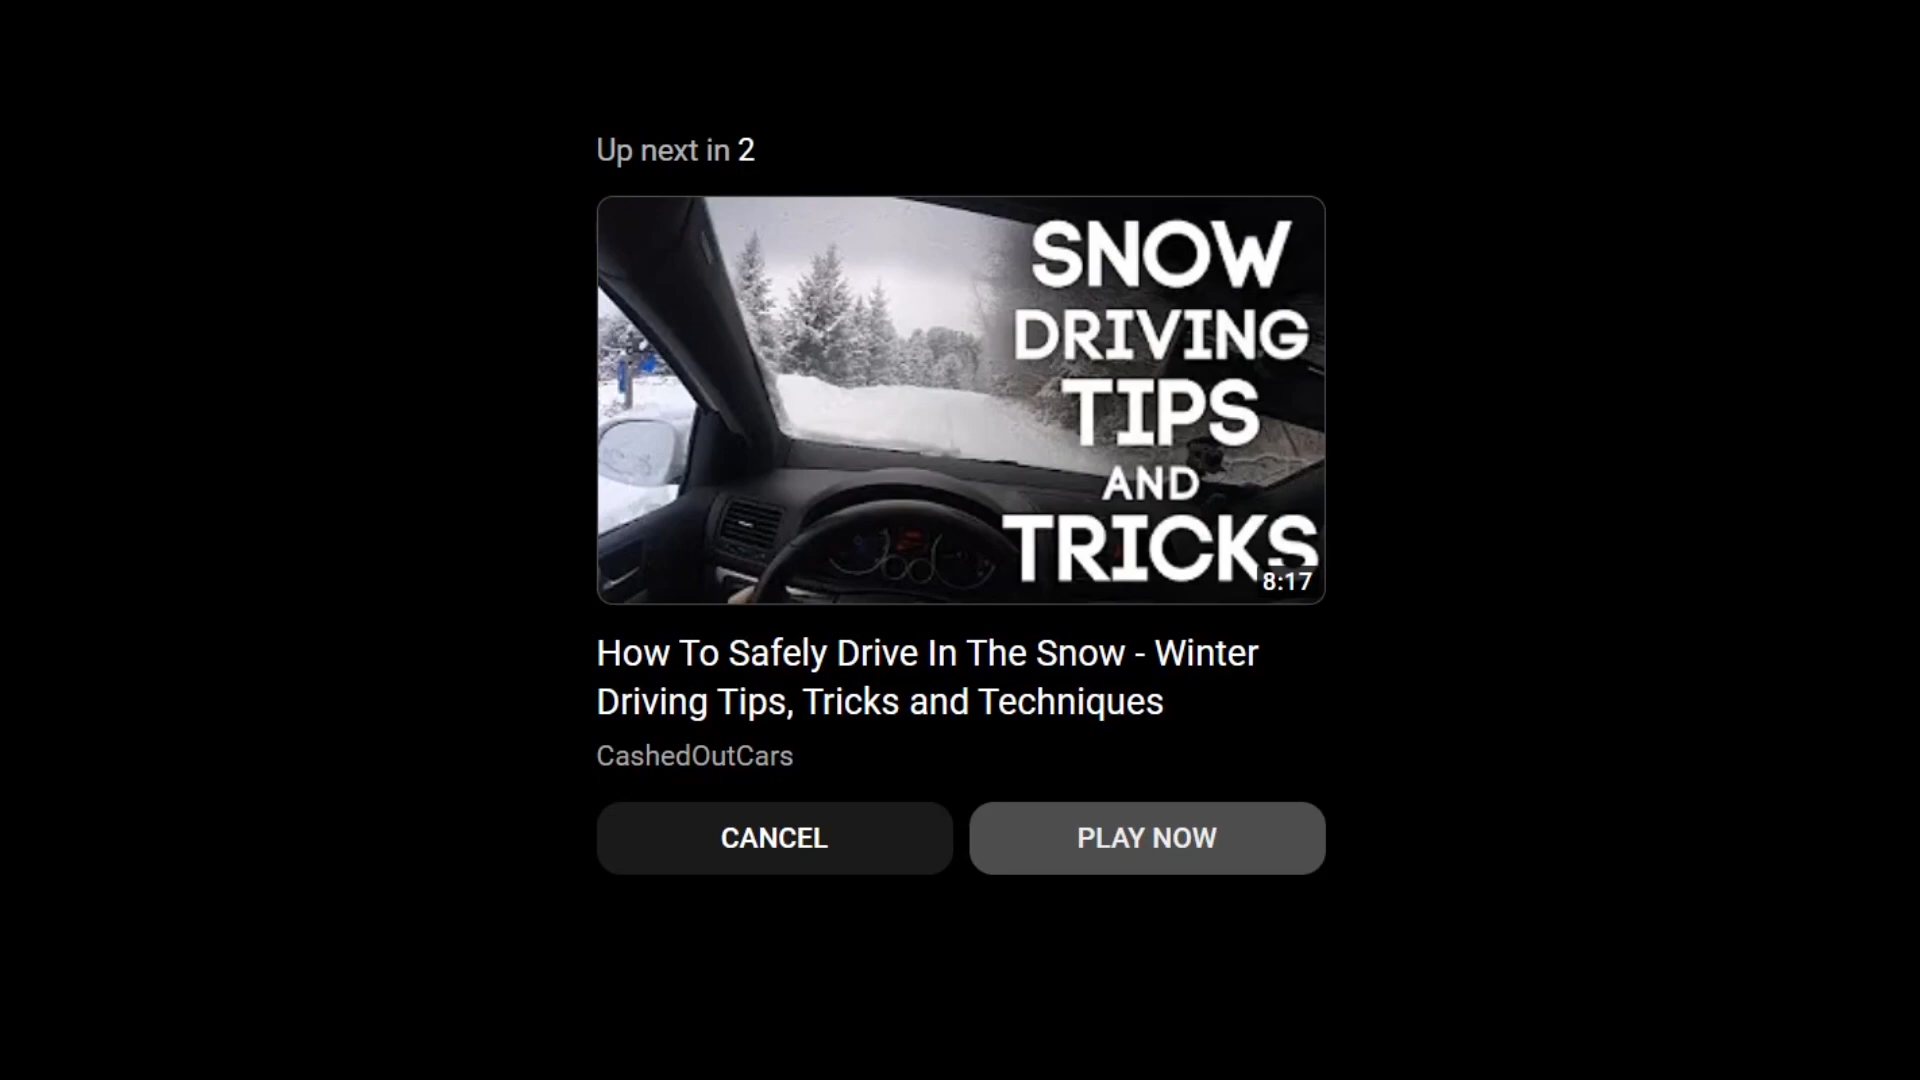 Up next in 2
SNOW
DRIVING
TIPS
AND
TRICKS
8:17
How To Safely Drive In The Snow - Winter
Driving Tips, Tricks and Techniques
CashedOutCars
CANCEL
PLAY NOW